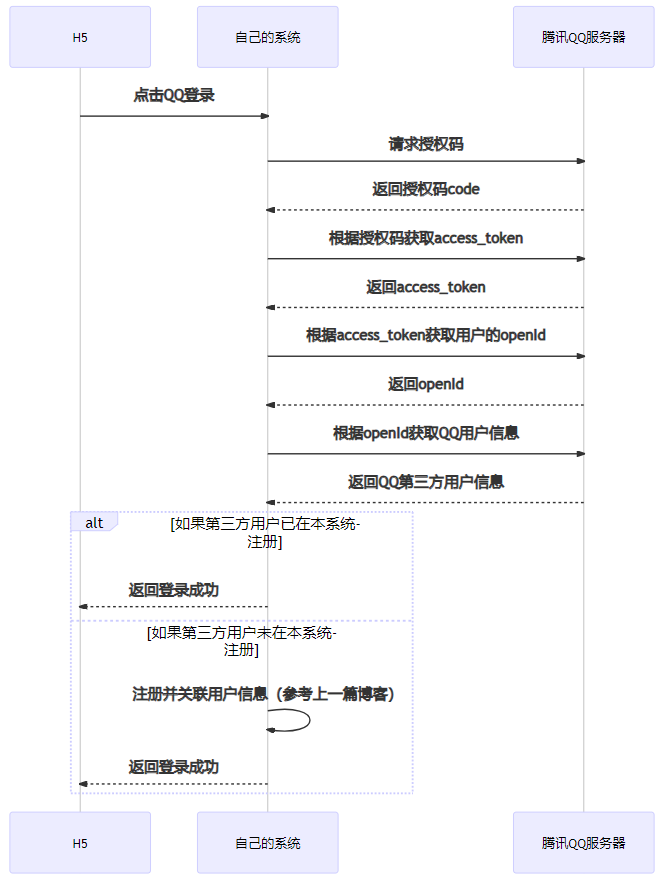 H5
自己的系统
腾讯QQ服务器
点击QQ登录
请求授权码
返回授权码code
根据授权码获取access_token
返回access_token
根据access_token获取用户的openId
返回openId
根据openId获取QQ用户信息
返回QQ第三方用户信息
alt
[如果第三方用户已在本系统-
注册]
返回登录成功
[如果第三方用户未在本系统-
注册]
注册并关联用户信息（参考上一篇博客）
返回登录成功
H5
自己的系统
腾讯QQ服务器